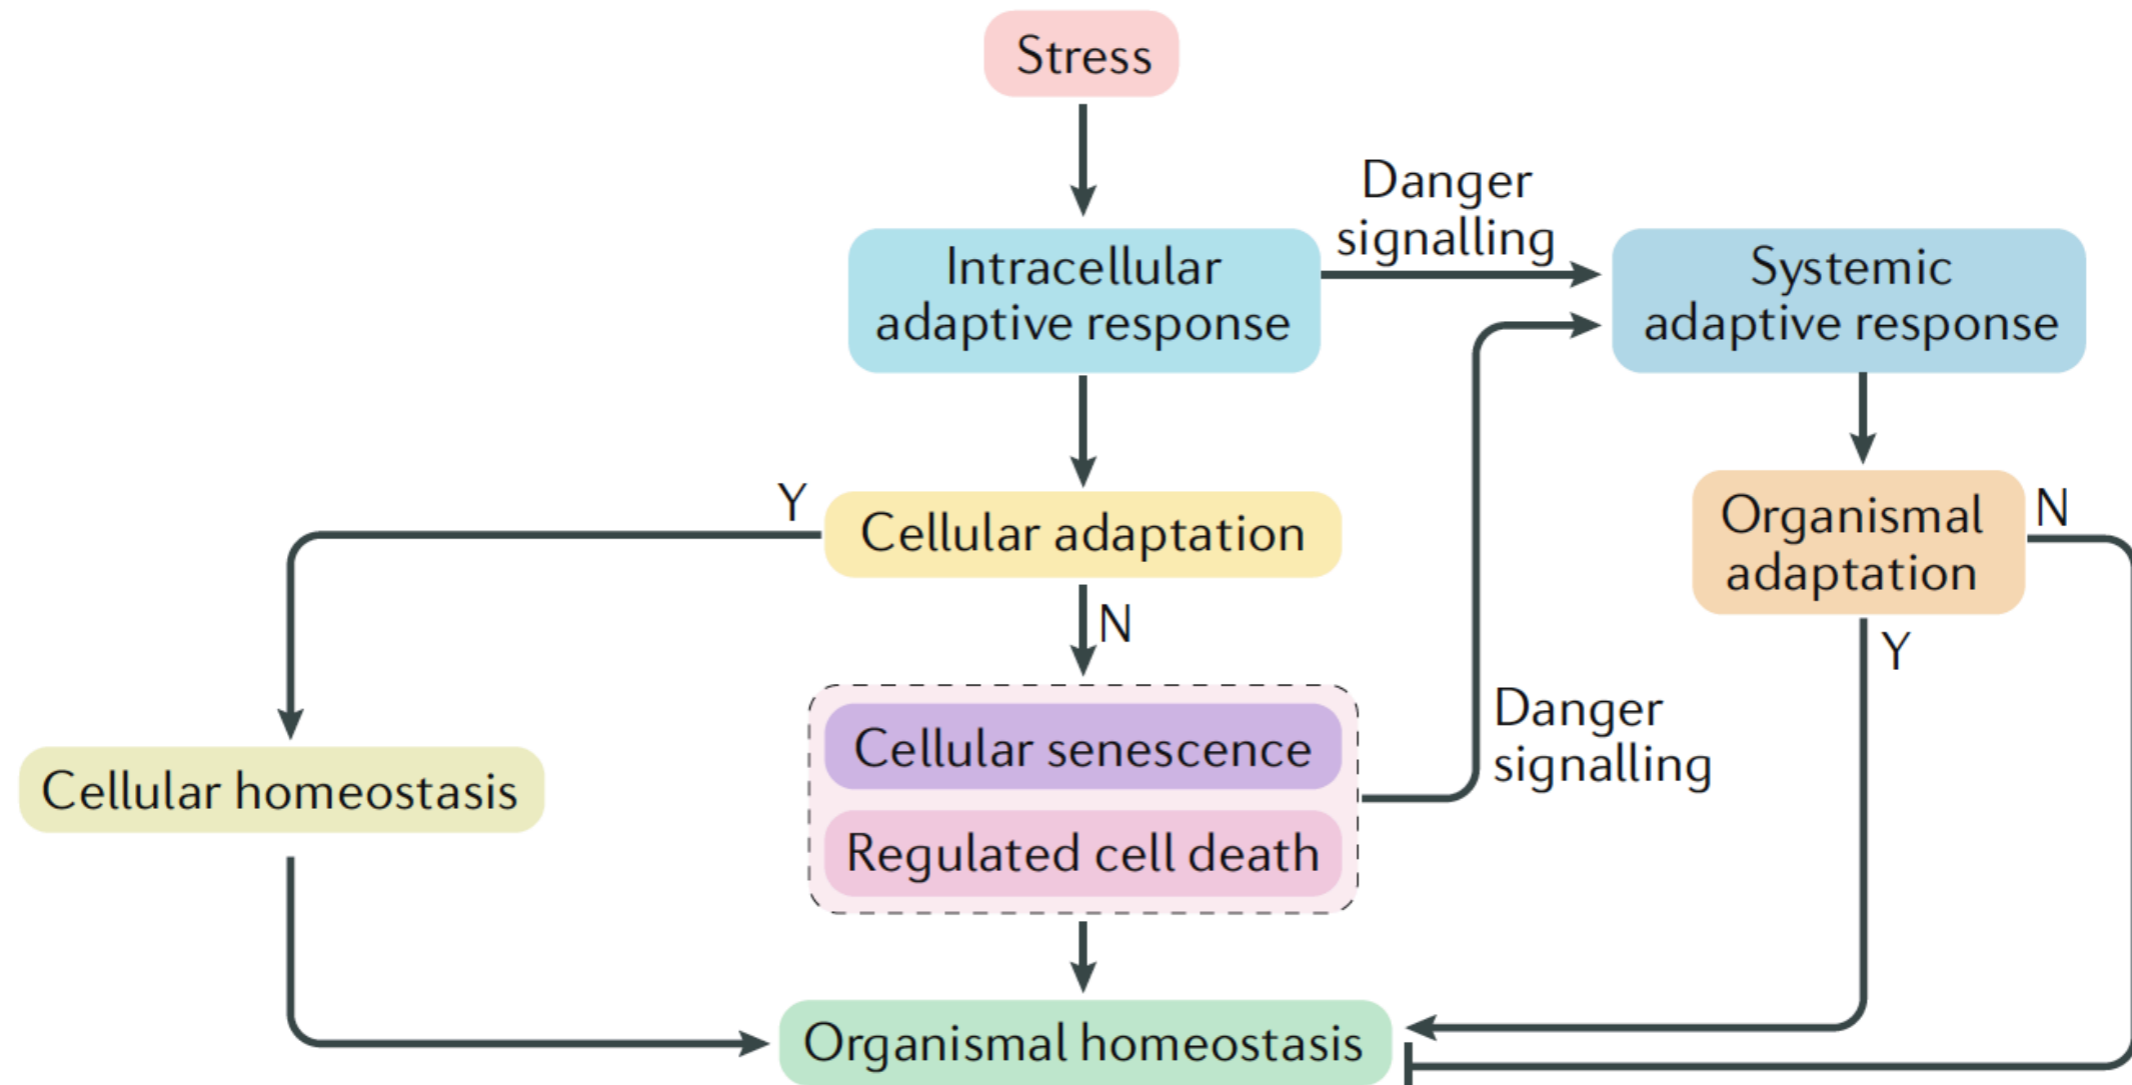 Stress
Danger
signalling
Intracellular
adaptive response
Systemic
adaptive response
Y
Cellular adaptation
N
Organismal
adaptation
N
Y
Cellular senescence
Regulated cell death
Danger
signalling
Cellular homeostasis
Organismal homeostasis